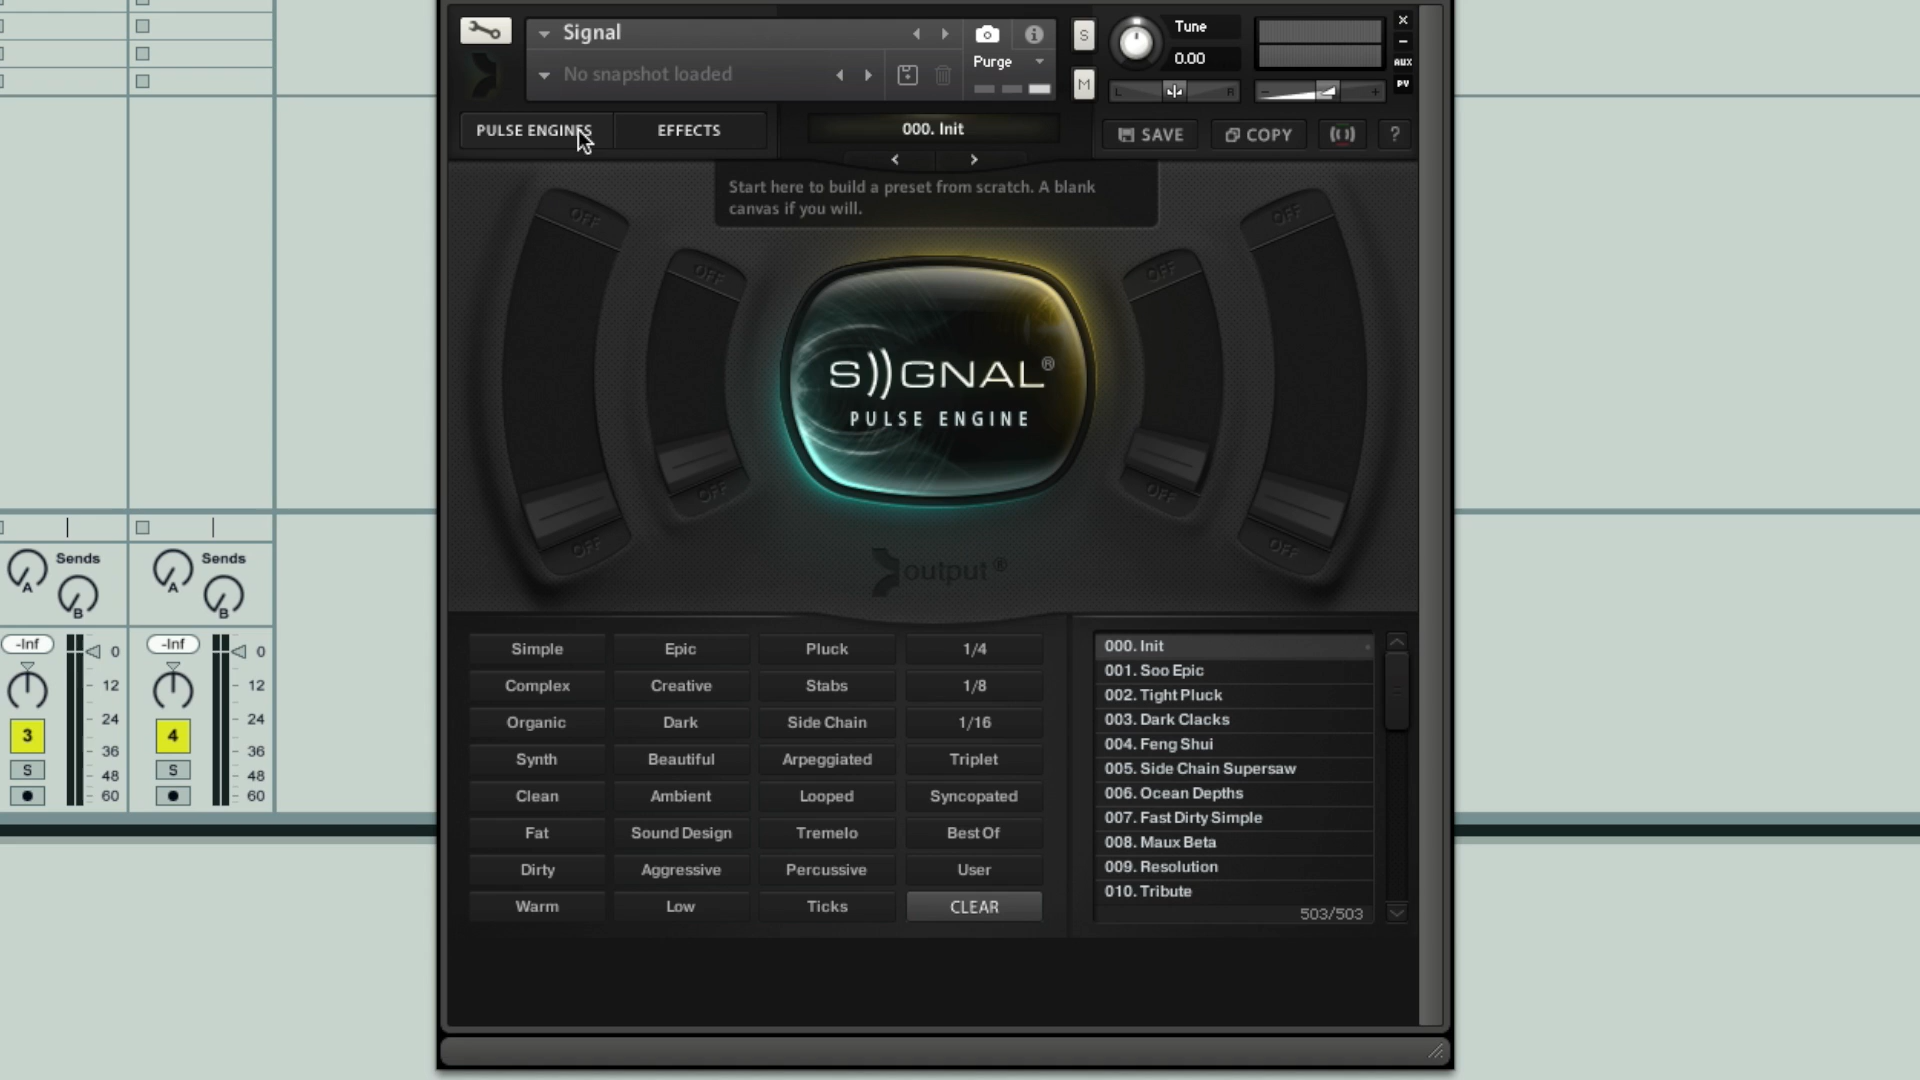 Signal
No snapshot loaded
Purge
S
M
Tune
0.00
L
R
-
+
AUX
PV
PULSE ENGINES
EFFECTS
000. Init
SAVE
COPY
?
Start here to build a preset from scratch. A blank
canvas if you will.
OFF
OFF
OFF
OFF
S))GNAL®
PULSE ENGINE
OFF
OFF
OFF
OFF
output®
Simple
Epic
Pluck
1/4
Complex
Creative
Stabs
1/8
Organic
Dark
Side Chain
1/16
Synth
Beautiful
Arpeggiated
Triplet
Clean
Ambient
Looped
Syncopated
Fat
Sound Design
Tremelo
Best Of
Dirty
Aggressive
Percussive
User
Warm
Low
Ticks
CLEAR
000. Init
001. Soo Epic
002. Tight Pluck
003. Dark Clacks
004. Feng Shui
005. Side Chain Supersaw
006. Ocean Depths
007. Fast Dirty Simple
008. Maux Beta
009. Resolution
010. Tribute
503/503
Sends
A
B
-Inf
0
12
24
36
48
60
3
S
Sends
A
B
-Inf
0
12
24
36
48
60
4
S